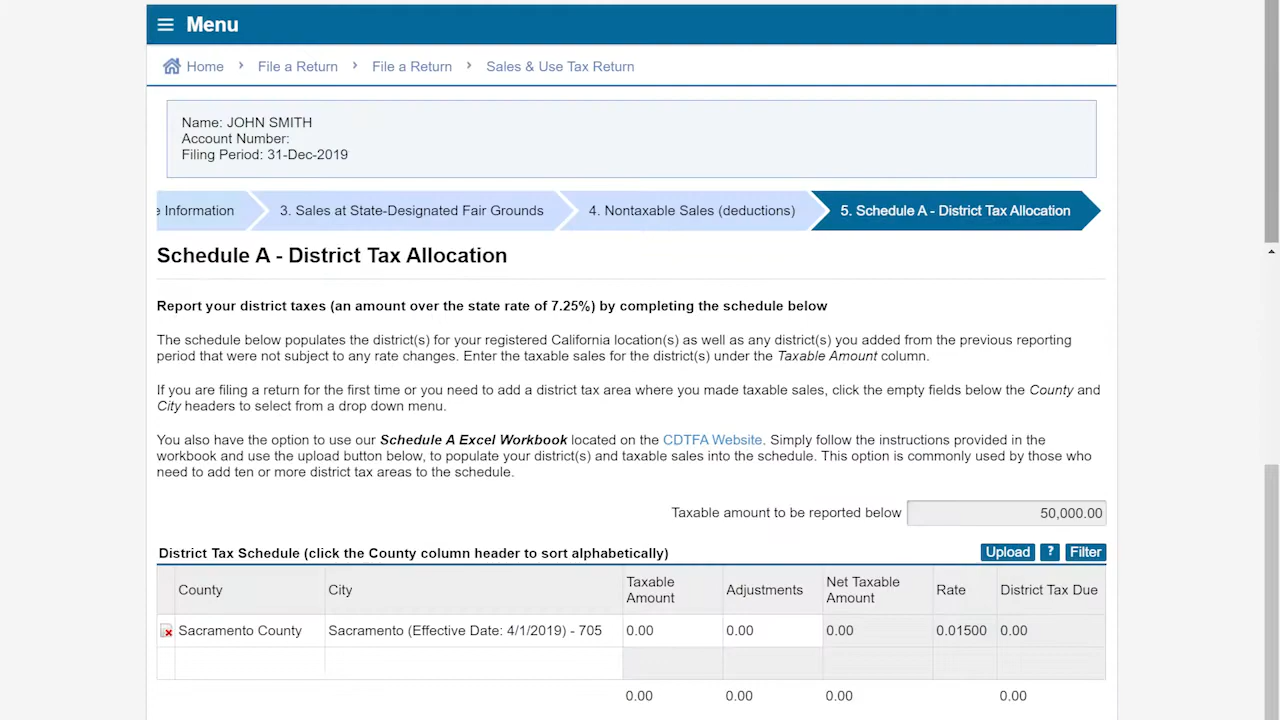 Menu
Home > File a Return > File a Return > Sales & Use Tax Return
Name: JOHN SMITH
Account Number:
Filing Period: 31-Dec-2019
Information 3. Sales at State-Designated Fair Grounds 4. Nontaxable Sales (deductions) 5. Schedule A - District Tax Allocation
Schedule A - District Tax Allocation
Report your district taxes (an amount over the state rate of 7.25%) by completing the schedule below
The schedule below populates the district(s) for your registered California location(s) as well as any district(s) you added from the previous reporting
period that were not subject to any rate changes. Enter the taxable sales for the district(s) under the Taxable Amount column.
If you are filing a return for the first time or you need to add a district tax area where you made taxable sales, click the empty fields below the County and
City headers to select from a drop down menu.
You also have the option to use our Schedule A Excel Workbook located on the CDTFA Website. Simply follow the instructions provided in the
workbook and use the upload button below, to populate your district(s) and taxable sales into the schedule. This option is commonly used by those who
need to add ten or more district tax areas to the schedule.
Taxable amount to be reported below 50,000.00
District Tax Schedule (click the County column header to sort alphabetically) Upload ? Filter
County City Taxable Amount Adjustments Net Taxable Amount Rate District Tax Due
Sacramento County Sacramento (Effective Date: 4/1/2019) - 705 0.00 0.00 0.00 0.01500 0.00
0.00 0.00 0.00 0.00